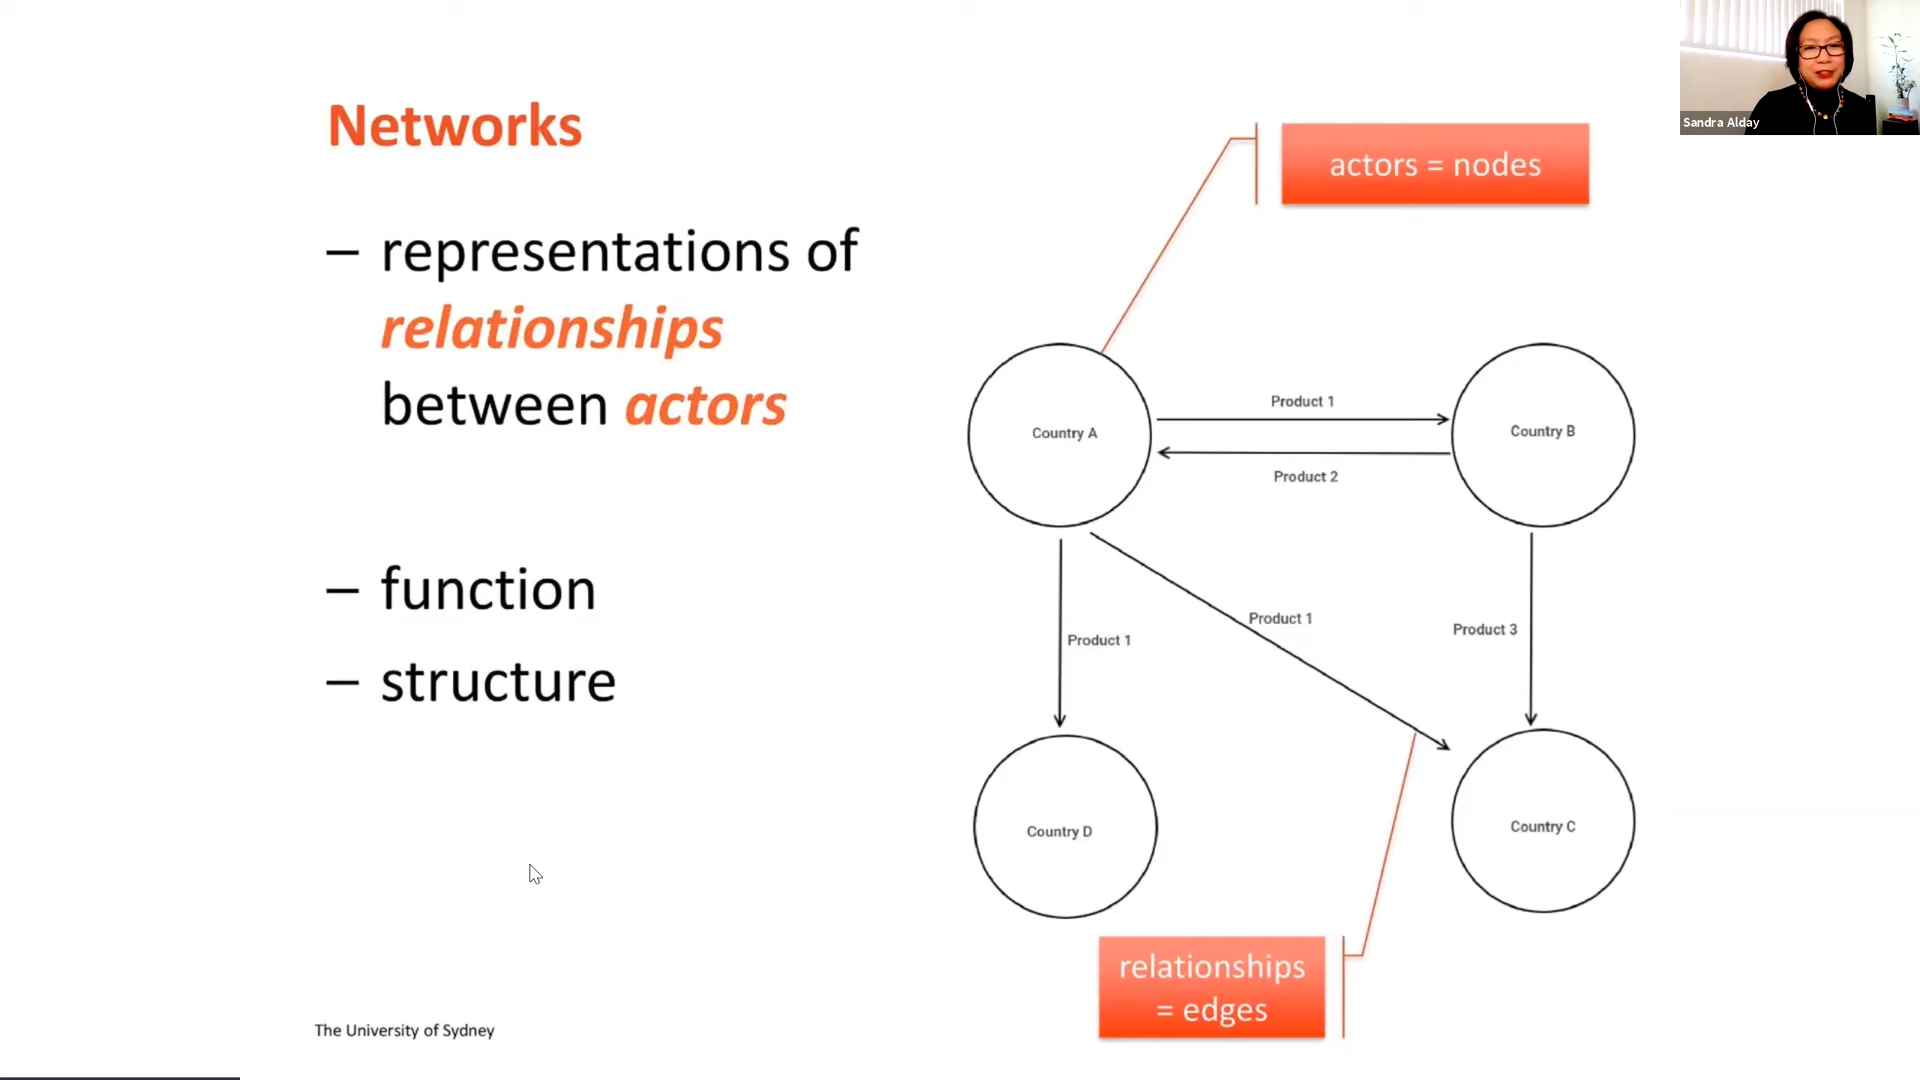 Networks
– representations of
relationships
between actors
– function
– structure
The University of Sydney
actors = nodes
Country A
Product 1
Country B
Product 2
Product 1
Product 1
Product 3
Country D
Country C
relationships
= edges
Sandra Alday